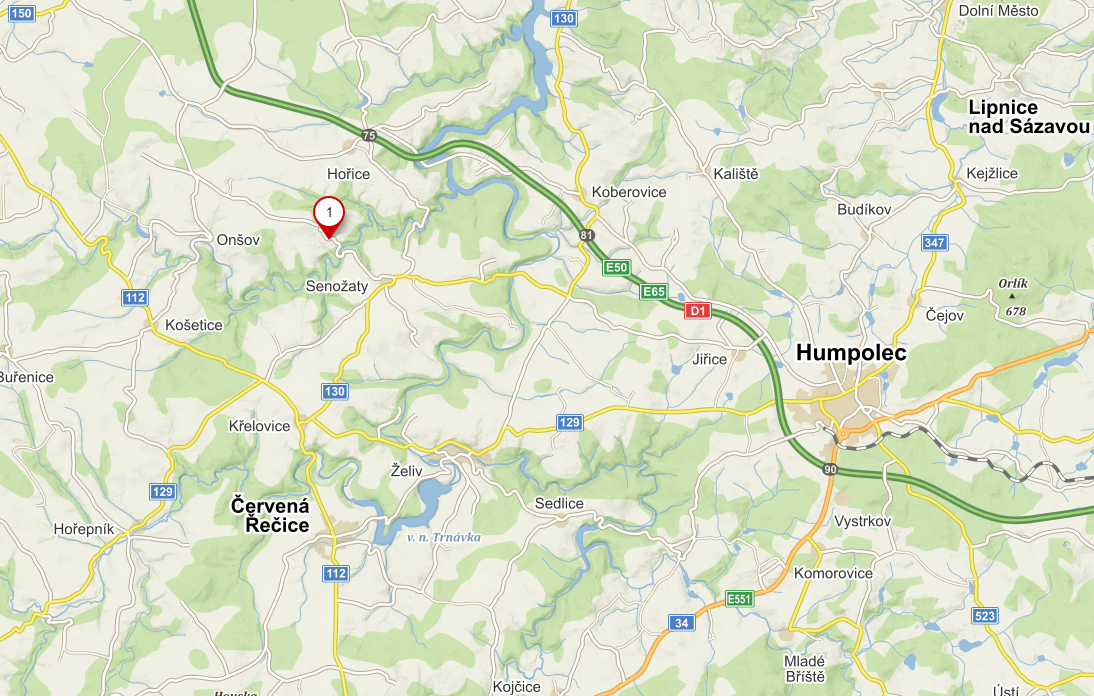 150
130
Dolní Město
Lipnice
nad Sázavou
75
Hořice
Kaliště
Kejžlice
Koberovice
1
Budíkov
Onšov
81
347
E50
Senožaty
E65
Orlík
678
112
D1
Čejov
Košetice
Humpolec
Jiřice
Buřenice
130
129
Křelovice
Želiv
90
129
Červená
Řečice
Sedlice
Hořepník
v. n. Trnávka
Vystrkov
112
Komorovice
E551
34
523
Mladé
Bříště
Kojčice
Ústí